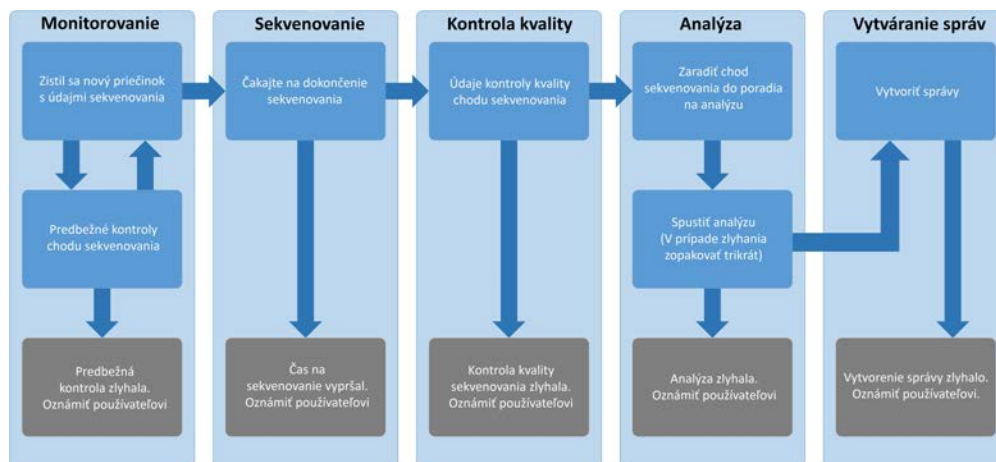 Monitorovanie
Zistil sa nový priečinok
s údajmi sekvenovania
Predbežné kontroly
chodu sekvenovania
Predbežná
kontrola zlyhala.
Oznámiť používateľovi
Sekvenovanie
Čakajte na dokončenie
sekvenovania
Čas na
sekvenovanie vypršal.
Oznámiť používateľovi
Kontrola kvality
Údaje kontroly kvality
chodu sekvenovania
Kontrola kvality
sekvenovania zlyhala.
Oznámiť používateľovi
Analýza
Zaradiť chod
sekvenovania do poradia
na analýzu
Spustiť analýzu
(V prípade zlyhania
zopakovať trikrát)
Analýza zlyhala.
Oznámiť používateľovi
Vytváranie správ
Vytvoriť správy
Vytvorenie správy zlyhalo.
Oznámiť používateľovi.